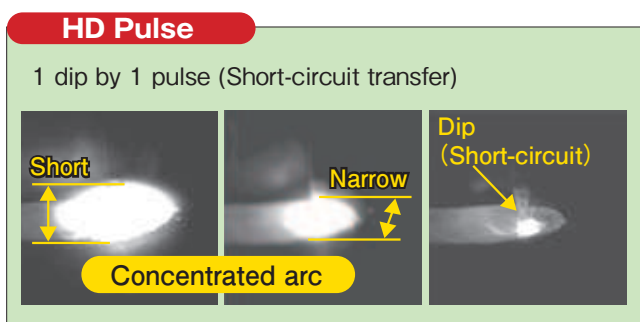 HD Pulse
1 dip by 1 pulse (Short-circuit transfer)
Short
Narrow
Dip
(Short-circuit)
Concentrated arc